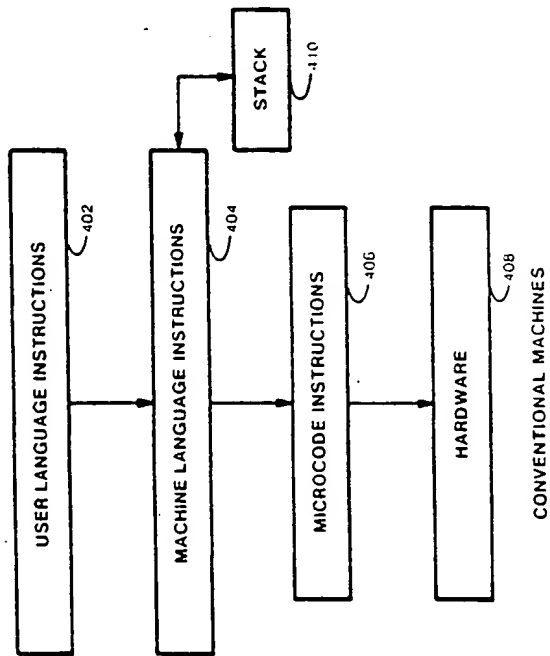 USER LANGUAGE INSTRUCTIONS
402
MACHINE LANGUAGE INSTRUCTIONS
404
STACK
410
MICROCODE INSTRUCTIONS
406
HARDWARE
408
CONVENTIONAL MACHINES